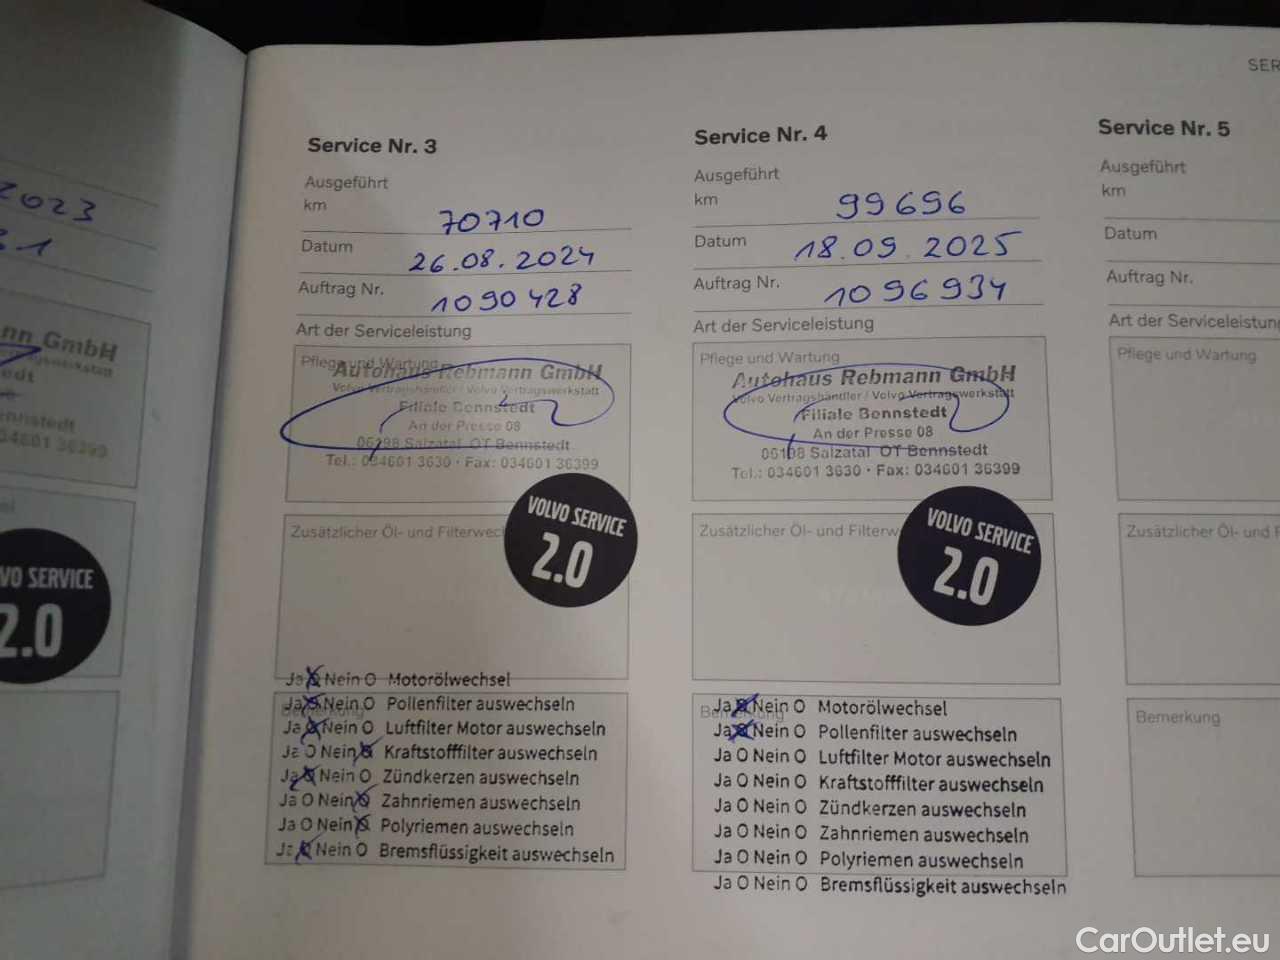 SER
2023
31
nn GmbH
VOLVO SERVICE
2.0
Service Nr. 3
Ausgeführt
km 70710
Datum 26.08.2024
Auftrag Nr. 1090428
Art der Serviceleistung
Pflege und Wartung
Autohaus Rebmann GmbH
Volvo Vertragshändler / Volvo Vertragswerkstatt
Filiale Bennstedt
An der Presse 08
06198 Salzatal OT Bennstedt
Tel.: 034601 3630 · Fax: 034601 36399
Zusätzlicher Öl- und Filterwec
VOLVO SERVICE
2.0
Bemerkung
Ja O Nein O Motorölwechsel
Ja O Nein O Pollenfilter auswechseln
Ja O Nein O Luftfilter Motor auswechseln
Ja O Nein O Kraftstofffilter auswechseln
Ja O Nein O Zündkerzen auswechseln
Ja O Nein O Zahnriemen auswechseln
Ja O Nein O Polyriemen auswechseln
Ja O Nein O Bremsflüssigkeit auswechseln
Service Nr. 4
Ausgeführt
km 99696
Datum 18.09.2025
Auftrag Nr. 1096934
Art der Serviceleistung
Pflege und Wartung
Autohaus Rebmann GmbH
Volvo Vertragshändler / Volvo Vertragswerkstatt
Filiale Bennstedt
An der Presse 08
06198 Salzatal OT Bennstedt
Tel.: 034601 3630 · Fax: 034601 36399
Zusätzlicher Öl- und Filterw
VOLVO SERVICE
2.0
Bemerkung
Ja O Nein O Motorölwechsel
Ja O Nein O Pollenfilter auswechseln
Ja O Nein O Luftfilter Motor auswechseln
Ja O Nein O Kraftstofffilter auswechseln
Ja O Nein O Zündkerzen auswechseln
Ja O Nein O Zahnriemen auswechseln
Ja O Nein O Polyriemen auswechseln
Ja O Nein O Bremsflüssigkeit auswechseln
Service Nr. 5
Ausgeführt
km
Datum
Auftrag Nr.
Art der Serviceleistung
Pflege und Wartung
Zusätzlicher Öl- und F
Bemerkung
CarOutlet.eu